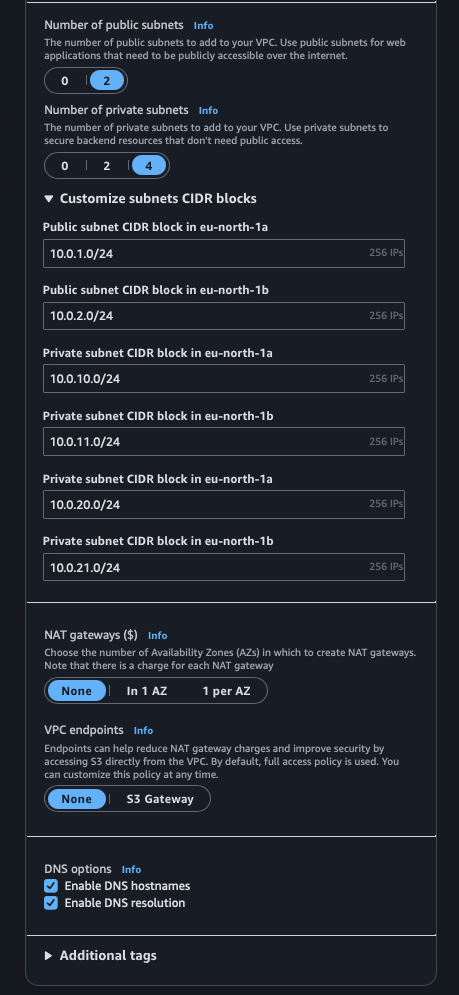 Number of public subnets Info
The number of public subnets to add to your VPC. Use public subnets for web
applications that need to be publicly accessible over the internet.
0 2
Number of private subnets Info
The number of private subnets to add to your VPC. Use private subnets to
secure backend resources that don't need public access.
0 2 4
Customize subnets CIDR blocks
Public subnet CIDR block in eu-north-1a
10.0.1.0/24 256 IPs
Public subnet CIDR block in eu-north-1b
10.0.2.0/24 256 IPs
Private subnet CIDR block in eu-north-1a
10.0.10.0/24 256 IPs
Private subnet CIDR block in eu-north-1b
10.0.11.0/24 256 IPs
Private subnet CIDR block in eu-north-1a
10.0.20.0/24 256 IPs
Private subnet CIDR block in eu-north-1b
10.0.21.0/24 256 IPs
NAT gateways ($) Info
Choose the number of Availability Zones (AZs) in which to create NAT gateways.
Note that there is a charge for each NAT gateway
None In 1 AZ 1 per AZ
VPC endpoints Info
Endpoints can help reduce NAT gateway charges and improve security by
accessing S3 directly from the VPC. By default, full access policy is used. You
can customize this policy at any time.
None S3 Gateway
DNS options Info
Enable DNS hostnames
Enable DNS resolution
Additional tags